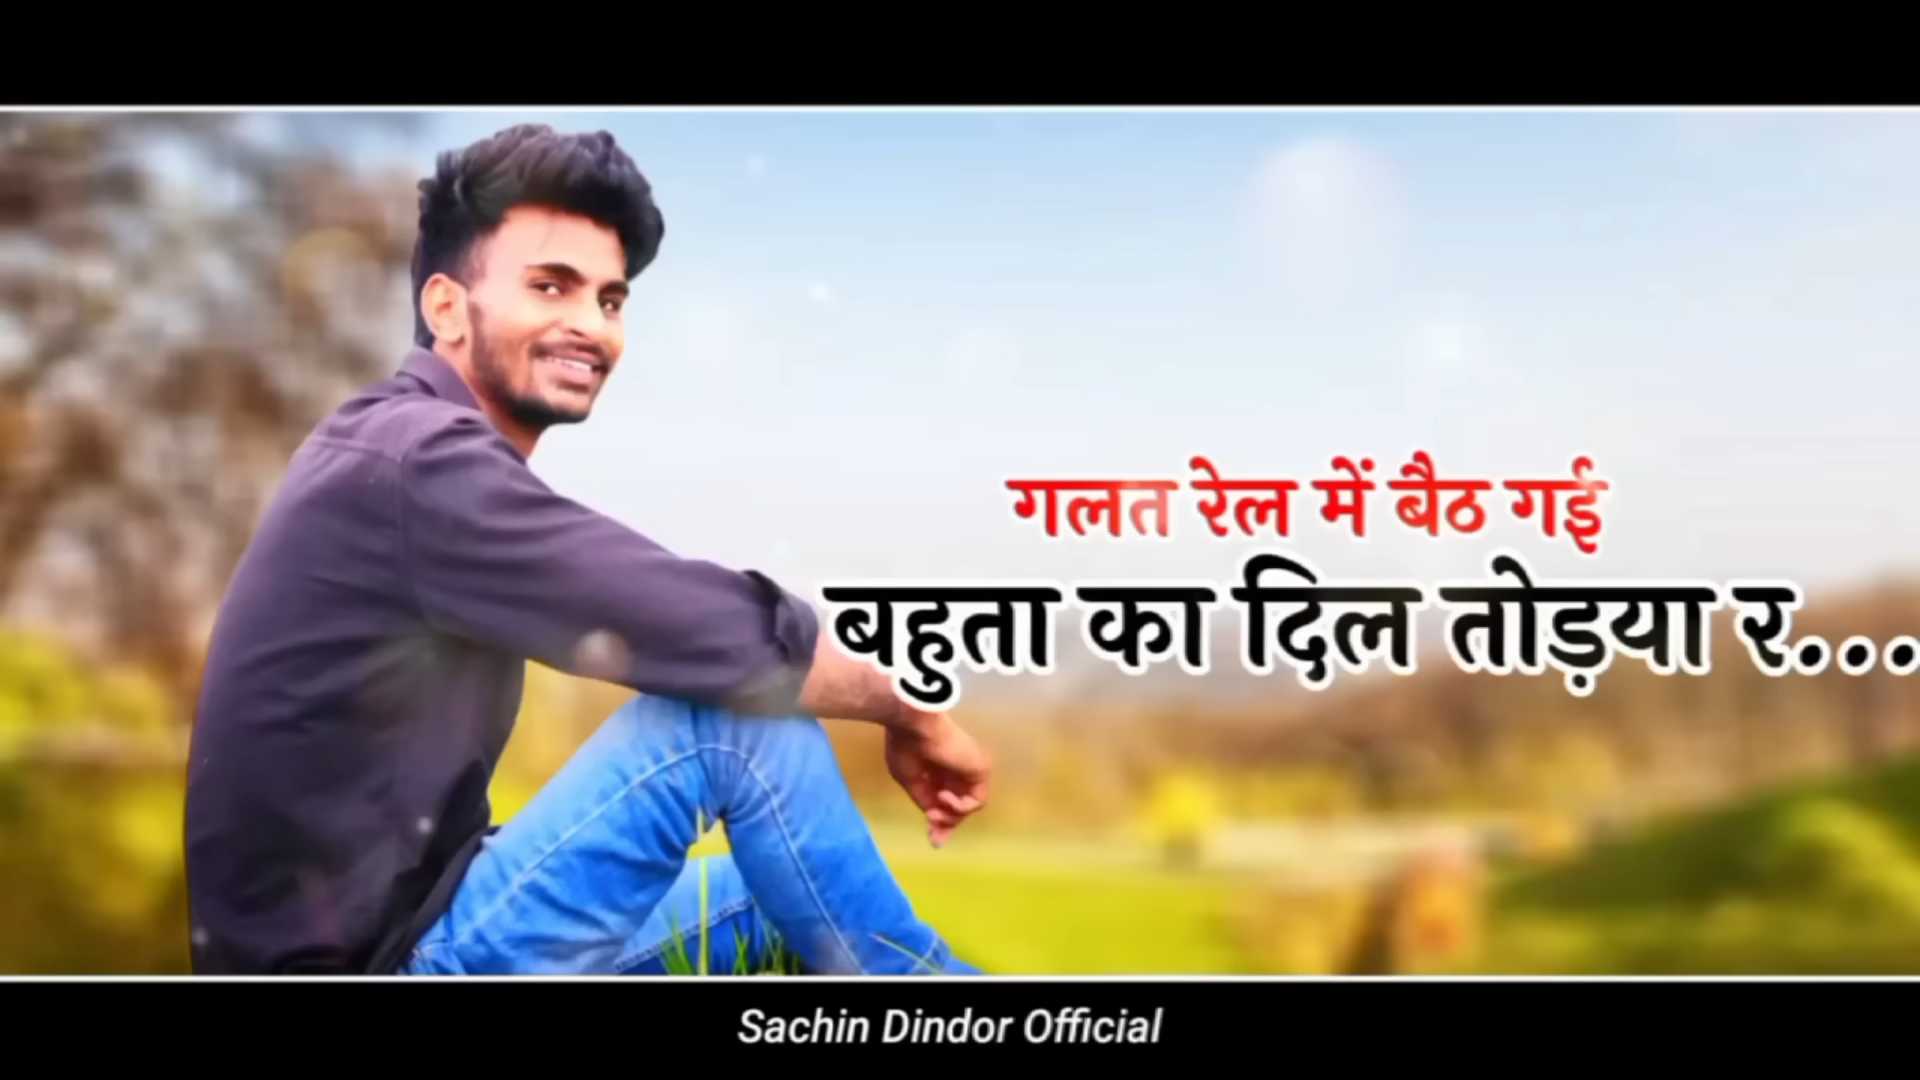 गलत रेल में बैठ गई
बहुता का दिल तोड़या र...
Sachin Dindor Official